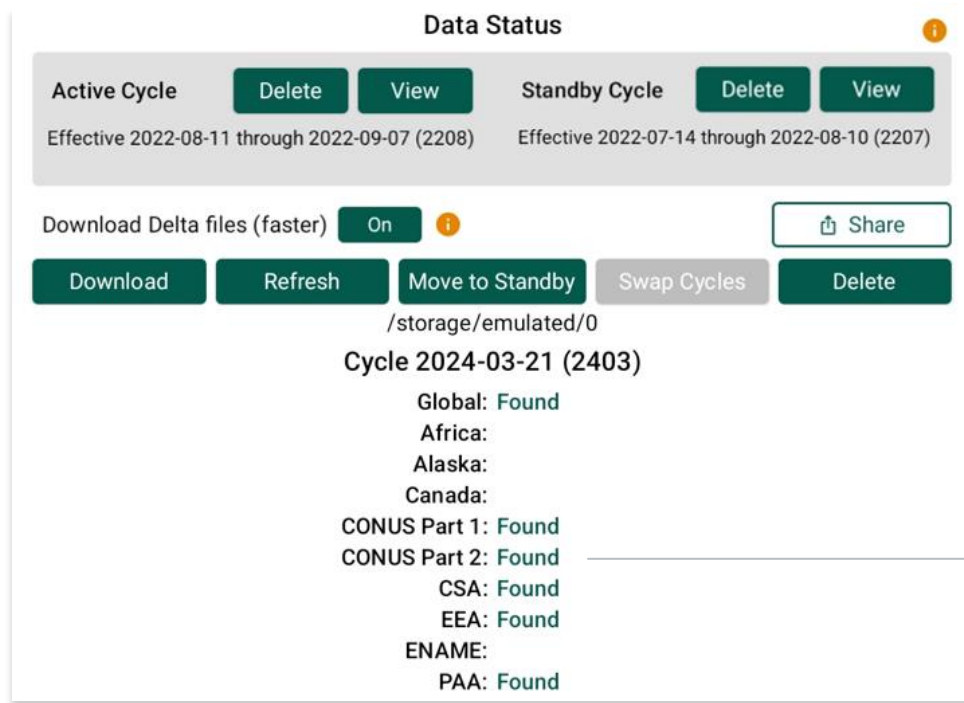 Data Status
Active Cycle Delete View Standby Cycle Delete View
Effective 2022-08-11 through 2022-09-07 (2208) Effective 2022-07-14 through 2022-08-10 (2207)
Download Delta files (faster) On Share
Download Refresh Move to Standby Swap Cycles Delete
/storage/emulated/0
Cycle 2024-03-21 (2403)
Global: Found
Africa:
Alaska:
Canada:
CONUS Part 1: Found
CONUS Part 2: Found
CSA: Found
EEA: Found
ENAME:
PAA: Found